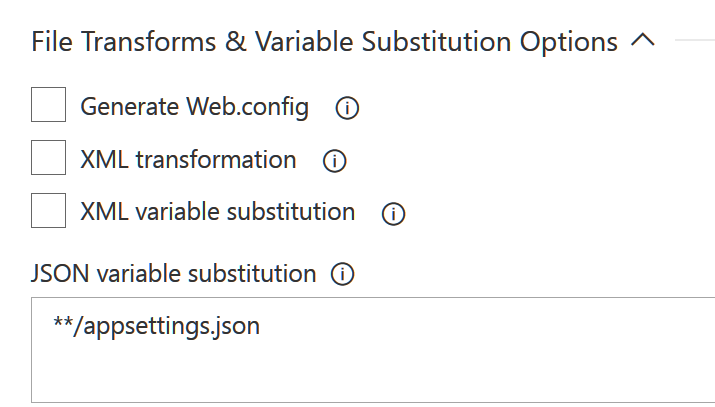 File Transforms & Variable Substitution Options
Generate Web.config
XML transformation
XML variable substitution
JSON variable substitution
**/appsettings.json